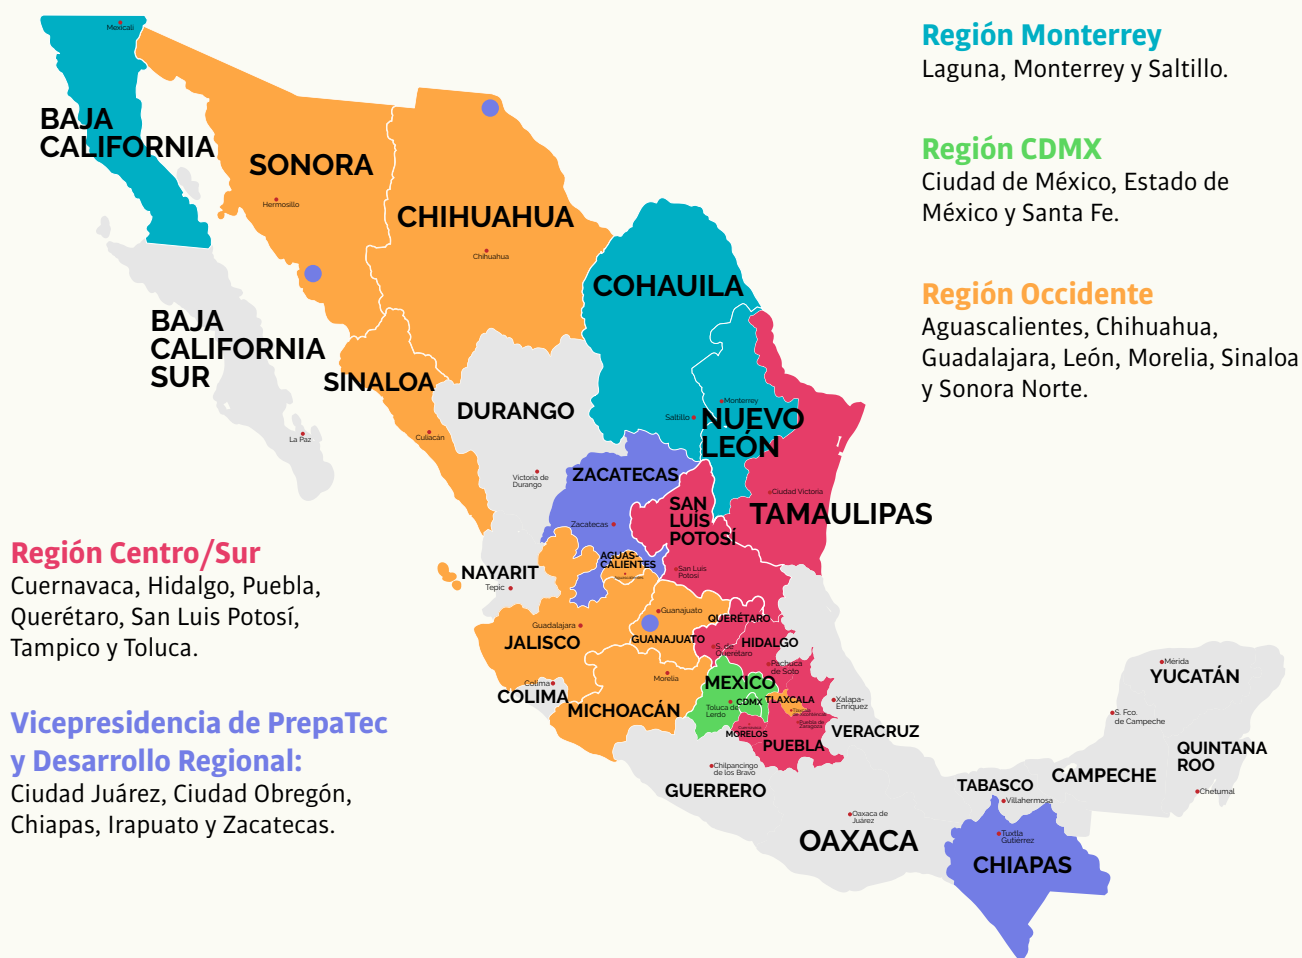 Mexicali
BAJA
CALIFORNIA
SONORA
Hermosillo
CHIHUAHUA
Chihuahua
COHAUILA
BAJA
CALIFORNIA
SUR
La Paz
SINALOA
Culiacán
DURANGO
Victoria de
Durango
Monterrey
Saltillo
NUEVO
LEÓN
ZACATECAS
Zacatecas
Ciudad Victoria
TAMAULIPAS
SAN
LUÍS
POTOSÍ
San Luis
Potosí
AGUAS-
CALIENTES
NAYARIT
Tepic
Guadalajara
JALISCO
Guanajuato
GUANAJUATO
QUERÉTARO
S. de
Querétaro
HIDALGO
Pachuca
de Soto
Colima
COLIMA
Morelia
MICHOACÁN
MEXICO
Toluca de
Lerdo
CDMX
TLAXCALA
Puebla de
Zaragoza
MORELOS
PUEBLA
Xalapa-
Enríquez
VERACRUZ
Chilpancingo
de los Bravo
GUERRERO
Oaxaca de
Juárez
OAXACA
TABASCO
Villahermosa
Tuxtla
Gutiérrez
CHIAPAS
CAMPECHE
S. Fco.
de Campeche
Mérida
YUCATÁN
QUINTANA
ROO
Chetumal
Región Monterrey
Laguna, Monterrey y Saltillo.
Región CDMX
Ciudad de México, Estado de
México y Santa Fe.
Región Occidente
Aguascalientes, Chihuahua,
Guadalajara, León, Morelia, Sinaloa
y Sonora Norte.
Región Centro/Sur
Cuernavaca, Hidalgo, Puebla,
Querétaro, San Luis Potosí,
Tampico y Toluca.
Vicepresidencia de PrepaTec
y Desarrollo Regional:
Ciudad Juárez, Ciudad Obregón,
Chiapas, Irapuato y Zacatecas.